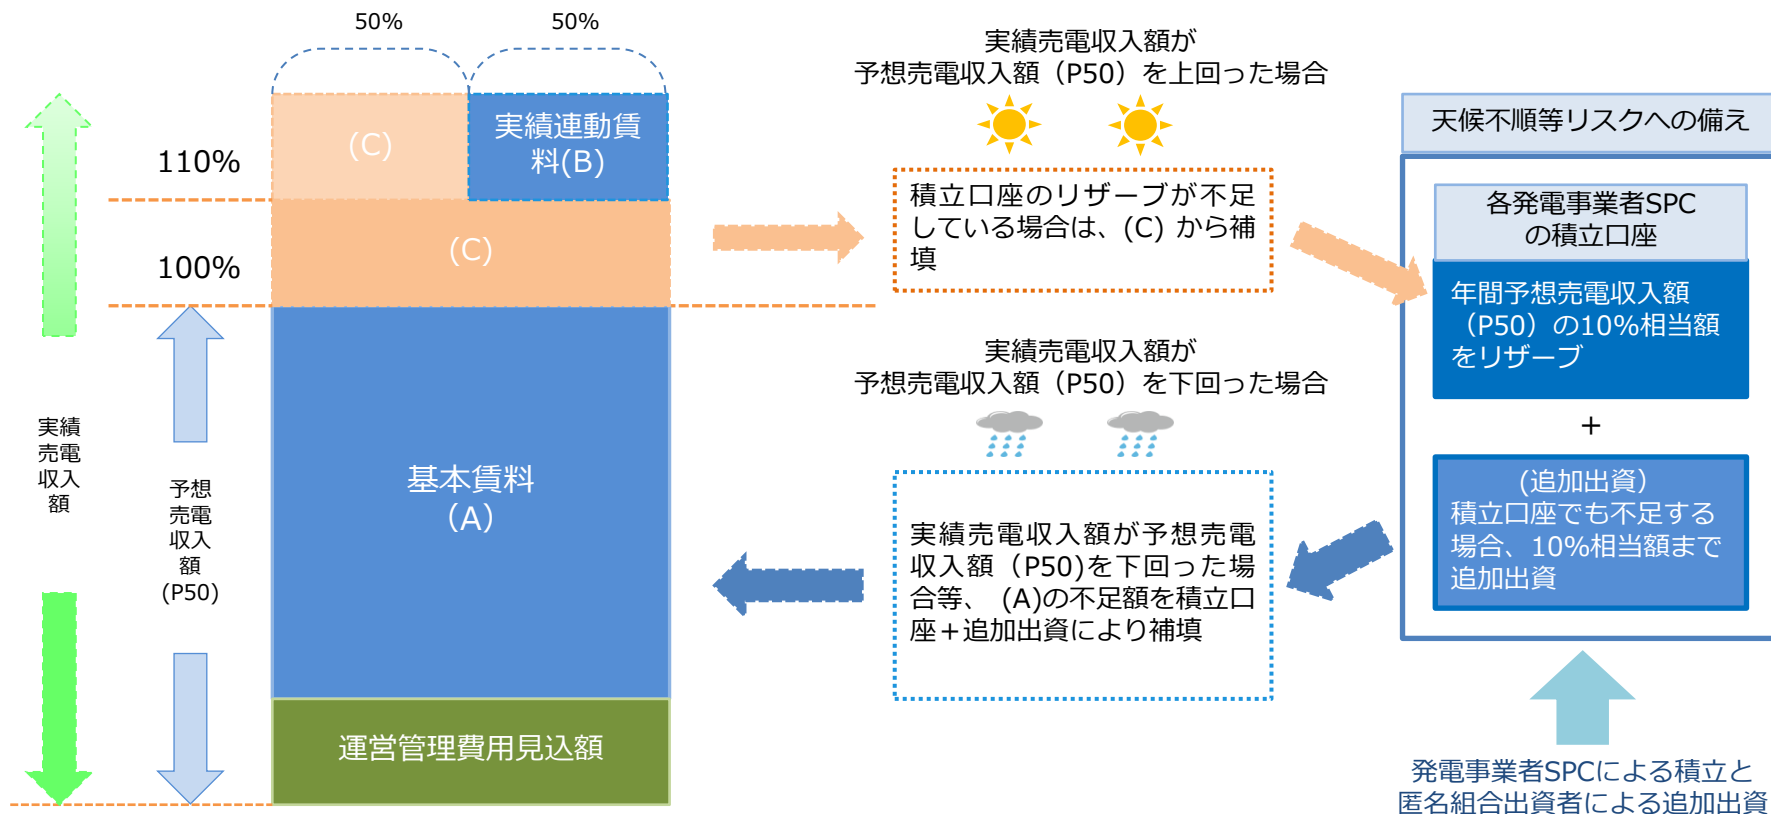 50%
50%
(C)
実績連動賃
料(B)
110%
(C)
100%
基本賃料
（A）
運営管理費用見込額
実績
売電
収入
額
予想
売電
収入
額
(P50)
実績売電収入額が
予想売電収入額（P50）を上回った場合
積立口座のリザーブが不足
している場合は、(C) から補
填
実績売電収入額が
予想売電収入額（P50）を下回った場合
実績売電収入額が予想売電
収入額（P50)を下回った場
合等、 (A)の不足額を積立口
座＋追加出資により補填
天候不順等リスクへの備え
各発電事業者SPC
の積立口座
年間予想売電収入額
（P50）の10%相当額
をリザーブ
+
(追加出資）
積立口座でも不足する
場合、10%相当額まで
追加出資
発電事業者SPCによる積立と
匿名組合出資者による追加出資